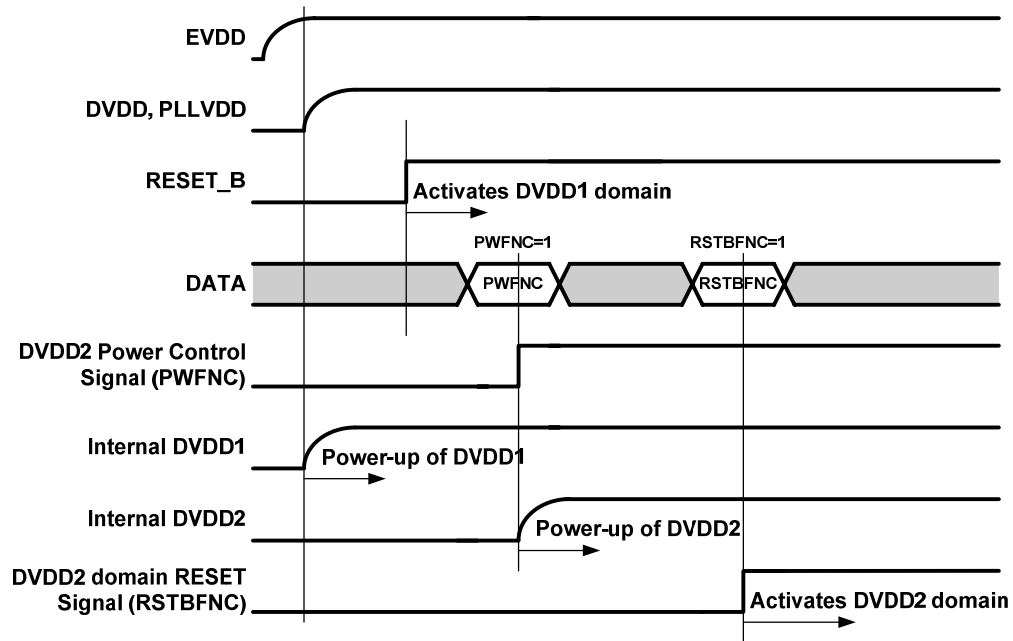 EVDD
DVDD, PLLVDD
RESET_B
Activates DVDD1 domain
PWFNC=1
RSTBFNC=1
DATA
PWFNC
RSTBFNC
DVDD2 Power Control
Signal (PWFNC)
Internal DVDD1
Power-up of DVDD1
Internal DVDD2
Power-up of DVDD2
DVDD2 domain RESET
Signal (RSTBFNC)
Activates DVDD2 domain